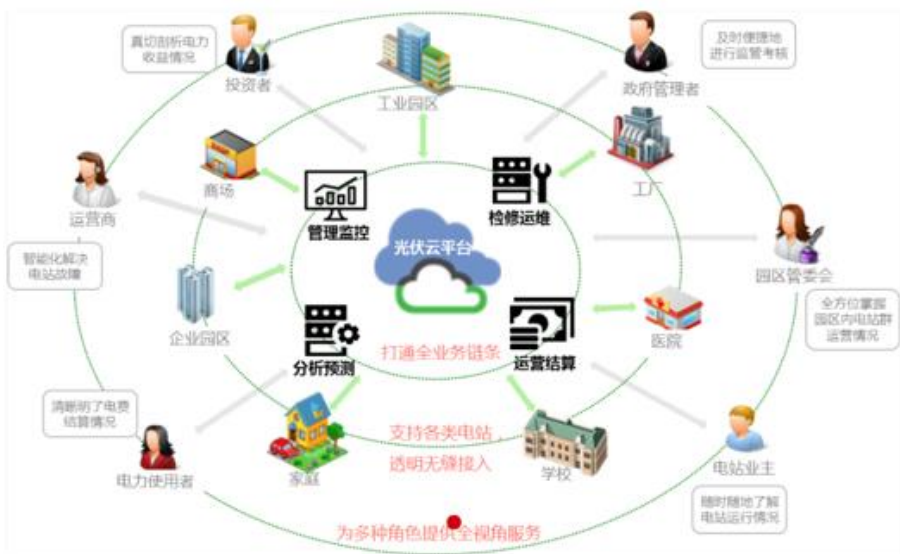 真切剖析电力
收益情况
投资者
工业园区
政府管理者
及时便捷地
进行监管考核
商场
工厂
运营商
管理监控
检修运维
光伏云平台
智能化解决
电站故障
园区管委会
全方位掌握
园区内电站群
运营情况
企业园区
医院
分析预测
打通全业务链条
运营结算
清晰明了电费
结算情况
电力使用者
家庭
支持各类电站，
透明无缝接入
学校
电站业主
随时随地了解
电站运行情况
为多种角色提供全视角服务